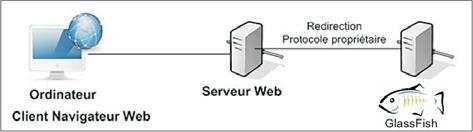 Redirection
Protocole propriétaire
Ordinateur
Client Navigateur Web
Serveur Web
GlassFish